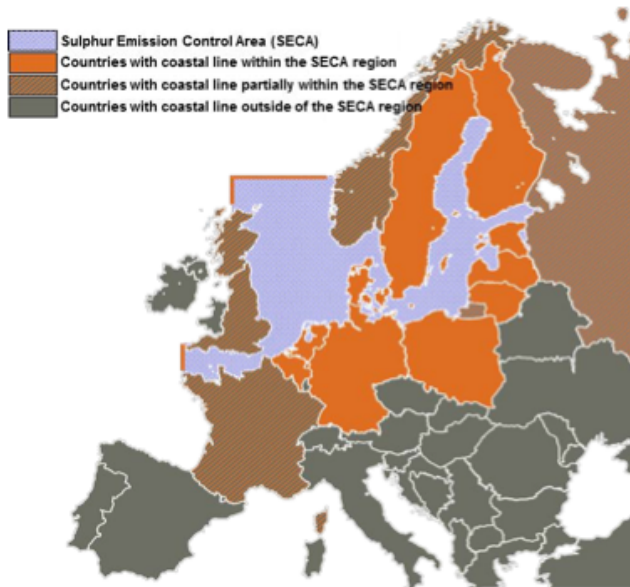 Sulphur Emission Control Area (SECA)
Countries with coastal line within the SECA region
Countries with coastal line partially within the SECA region
Countries with coastal line outside of the SECA region